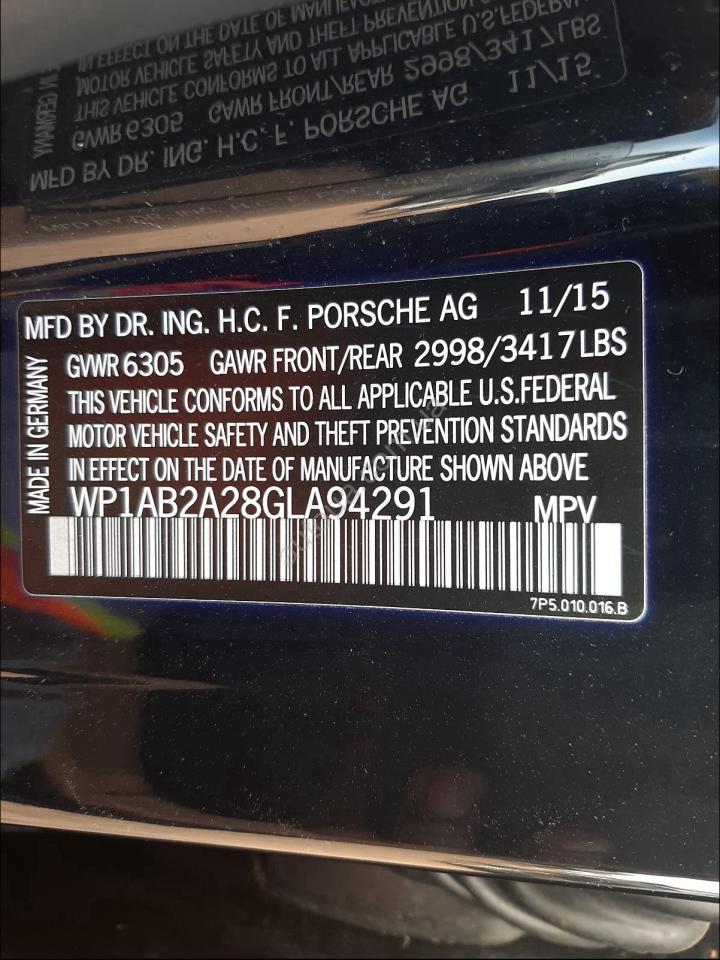 MFD BY DR. ING. H.C. F. PORSCHE AG 11/15
GVWR 6305 GAWR FRONT/REAR 2998/3417LBS
THIS VEHICLE CONFORMS TO ALL APPLICABLE U.S.FEDERAL
MOTOR VEHICLE SAFETY AND THEFT PREVENTION STANDARDS
IN EFFECT ON THE DATE OF MANUFACTURE SHOWN ABOVE
MADE IN GERMANY
WP1AB2A28GLA94291 MPV
7P5.010.016.B